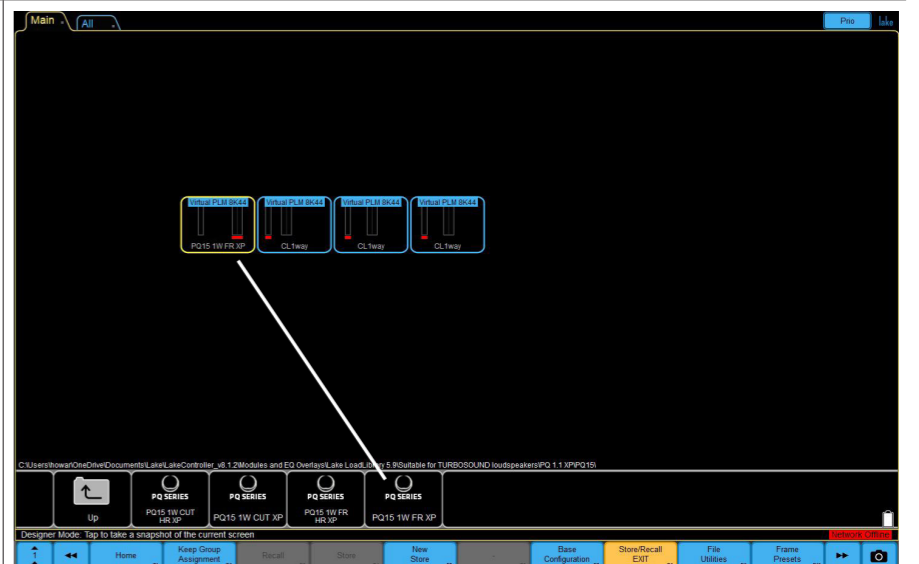 Main
All
Prio
lake
Virtual PLM 8K44
Virtual PLM 8K44
Virtual PLM 8K44
Virtual PLM 8K44
PQ15 1W FR XP
CL1way
CL1way
CL1way
C:\Users\howar\OneDrive\Documents\Lake\LakeController_v8.1.2\Modules and EQ Overlays\Lake LoadLibrary 5.9\Suitable for TURBOSOUND loudspeakers\PQ 1.1 XP\PQ15\
Up
PQ SERIES
PQ15 1W CUT
HR XP
PQ SERIES
PQ15 1W CUT XP
PQ SERIES
PQ15 1W FR
HR XP
PQ SERIES
PQ15 1W FR XP
Designer Mode: Tap to take a snapshot of the current screen
Network Offline
1
Home
Keep Group
Assignment
Recall
Store
New
Store
-
Base
Configuration
Store/Recall
EXIT
File
Utilities
Frame
Presets